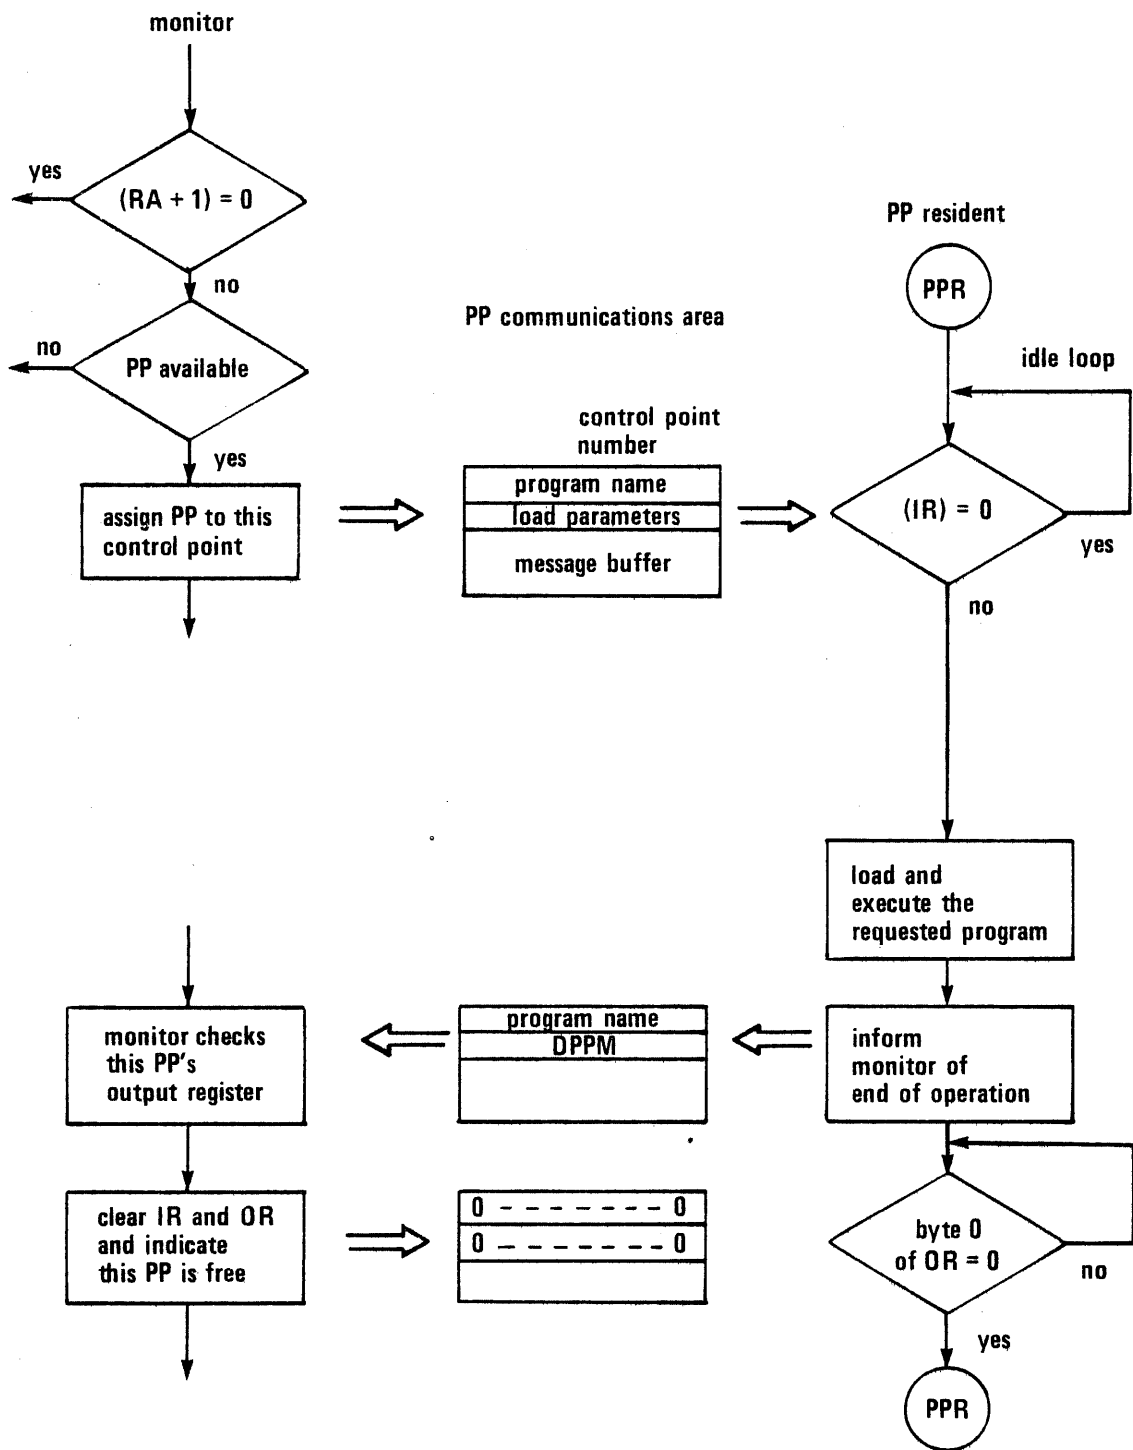 monitor
yes
(RA + 1) = 0
no
no
PP available
yes
assign PP to this
control point
PP communications area
control point
number
program name
load parameters
message buffer
PP resident
PPR
idle loop
(IR) = 0
yes
no
load and
execute the
requested program
inform
monitor of
end of operation
program name
DPPM
monitor checks
this PP's
output register
clear IR and OR
and indicate
this PP is free
0 - - - - - - - 0
0 - - - - - - - 0
byte 0
of OR = 0
no
yes
PPR